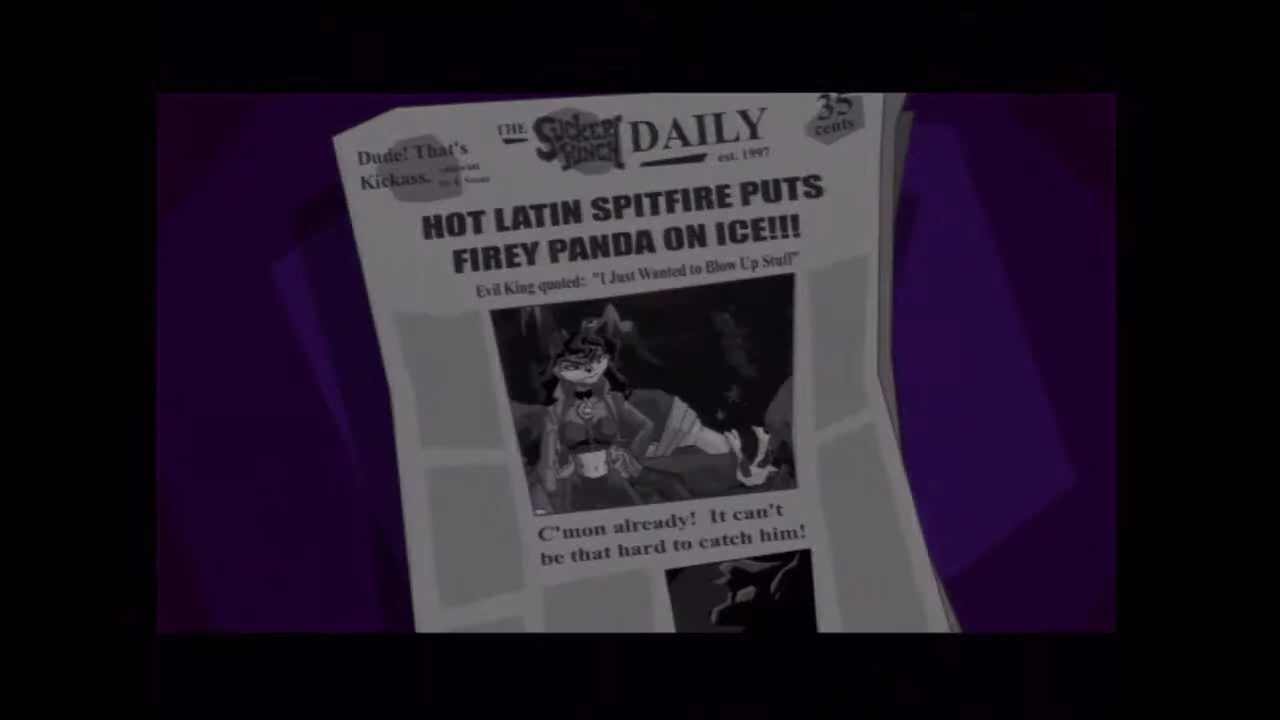 THE SUCKER PUNCH DAILY
est. 1997
35
cents
Dude! That's
Kickass.
HOT LATIN SPITFIRE PUTS
FIREY PANDA ON ICE!!!
Evil King quoted: "I Just Wanted to Blow Up Stuff"
C'mon already! It can't
be that hard to catch him!